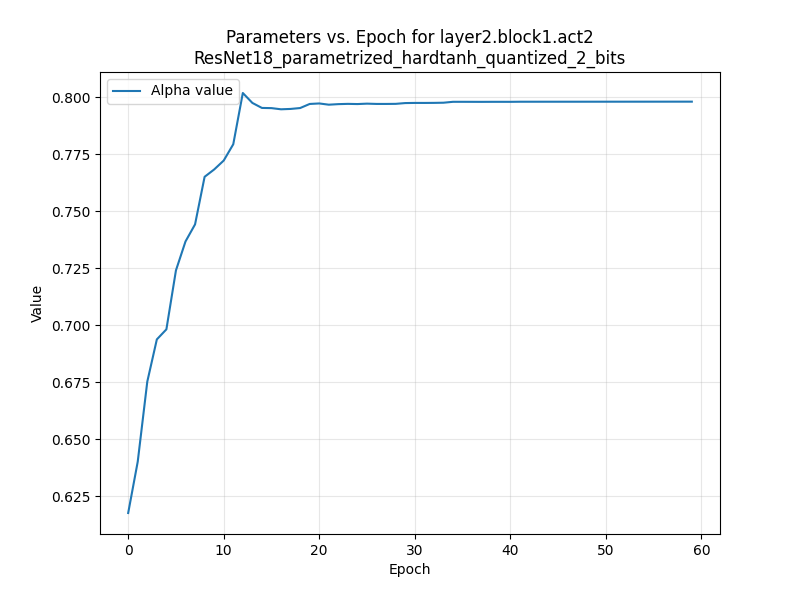 Parameters vs. Epoch for layer2.block1.act2
ResNet18_parametrized_hardtanh_quantized_2_bits
Alpha value
0.800
0.775
0.750
0.725
0.700
0.675
0.650
0.625
Value
0 10 20 30 40 50 60
Epoch